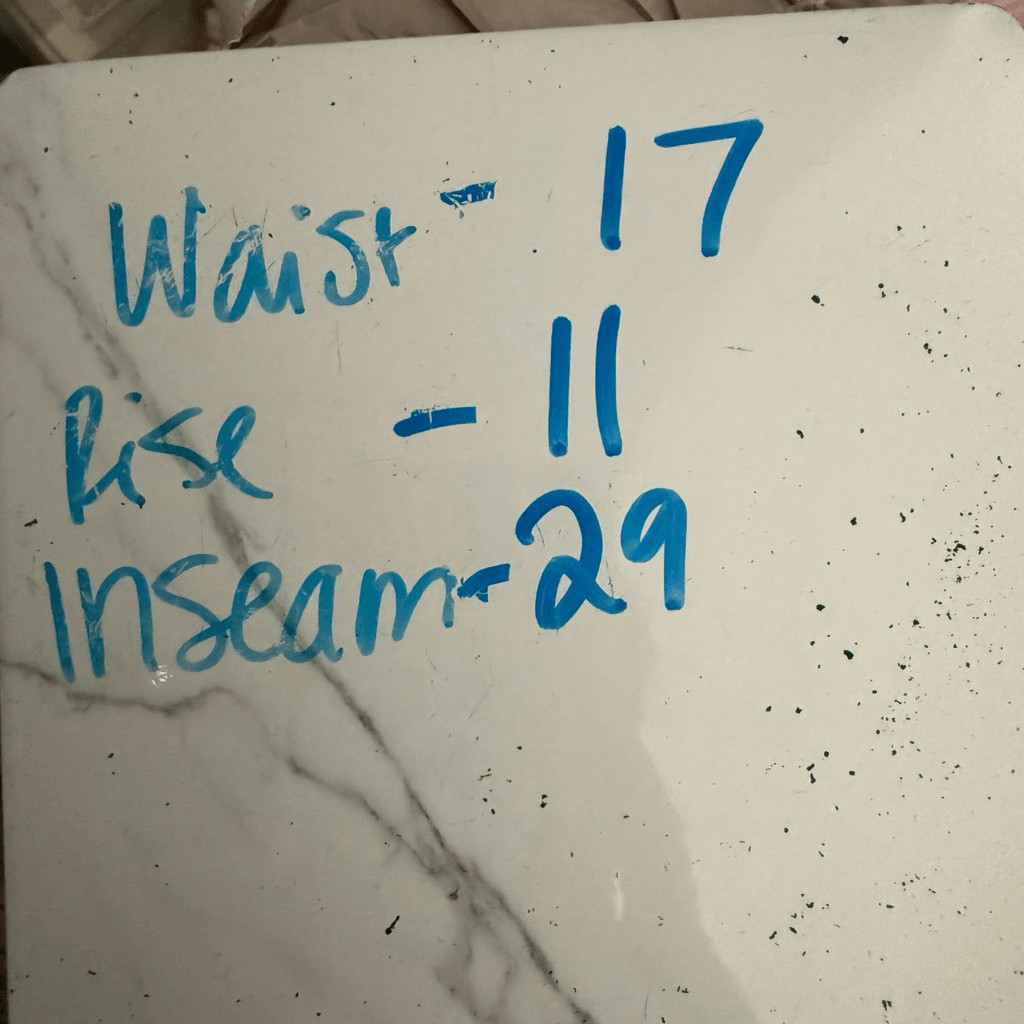 Waist - 17
Rise - 11
Inseam - 29